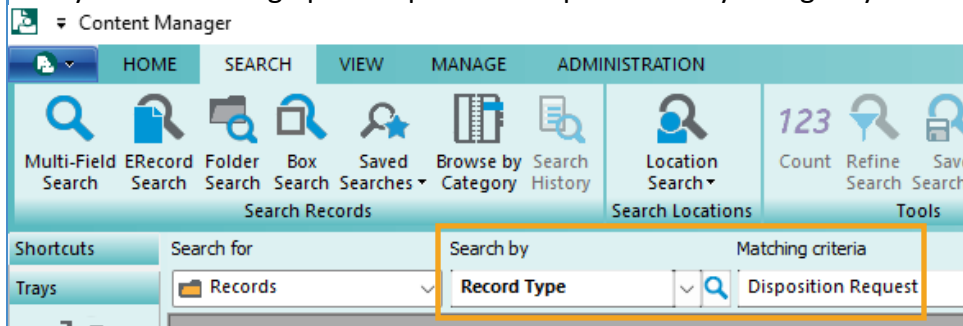 Content Manager
HOME SEARCH VIEW MANAGE ADMINISTRATION
123
Multi-Field ERecord Folder Box Saved Browse by Search Location Count Refine
Search Search Search Search Searches Category History Search Search Search
Search Records Search Locations Tools
Shortcuts Search for Search by Matching criteria
Trays Records Record Type Disposition Request